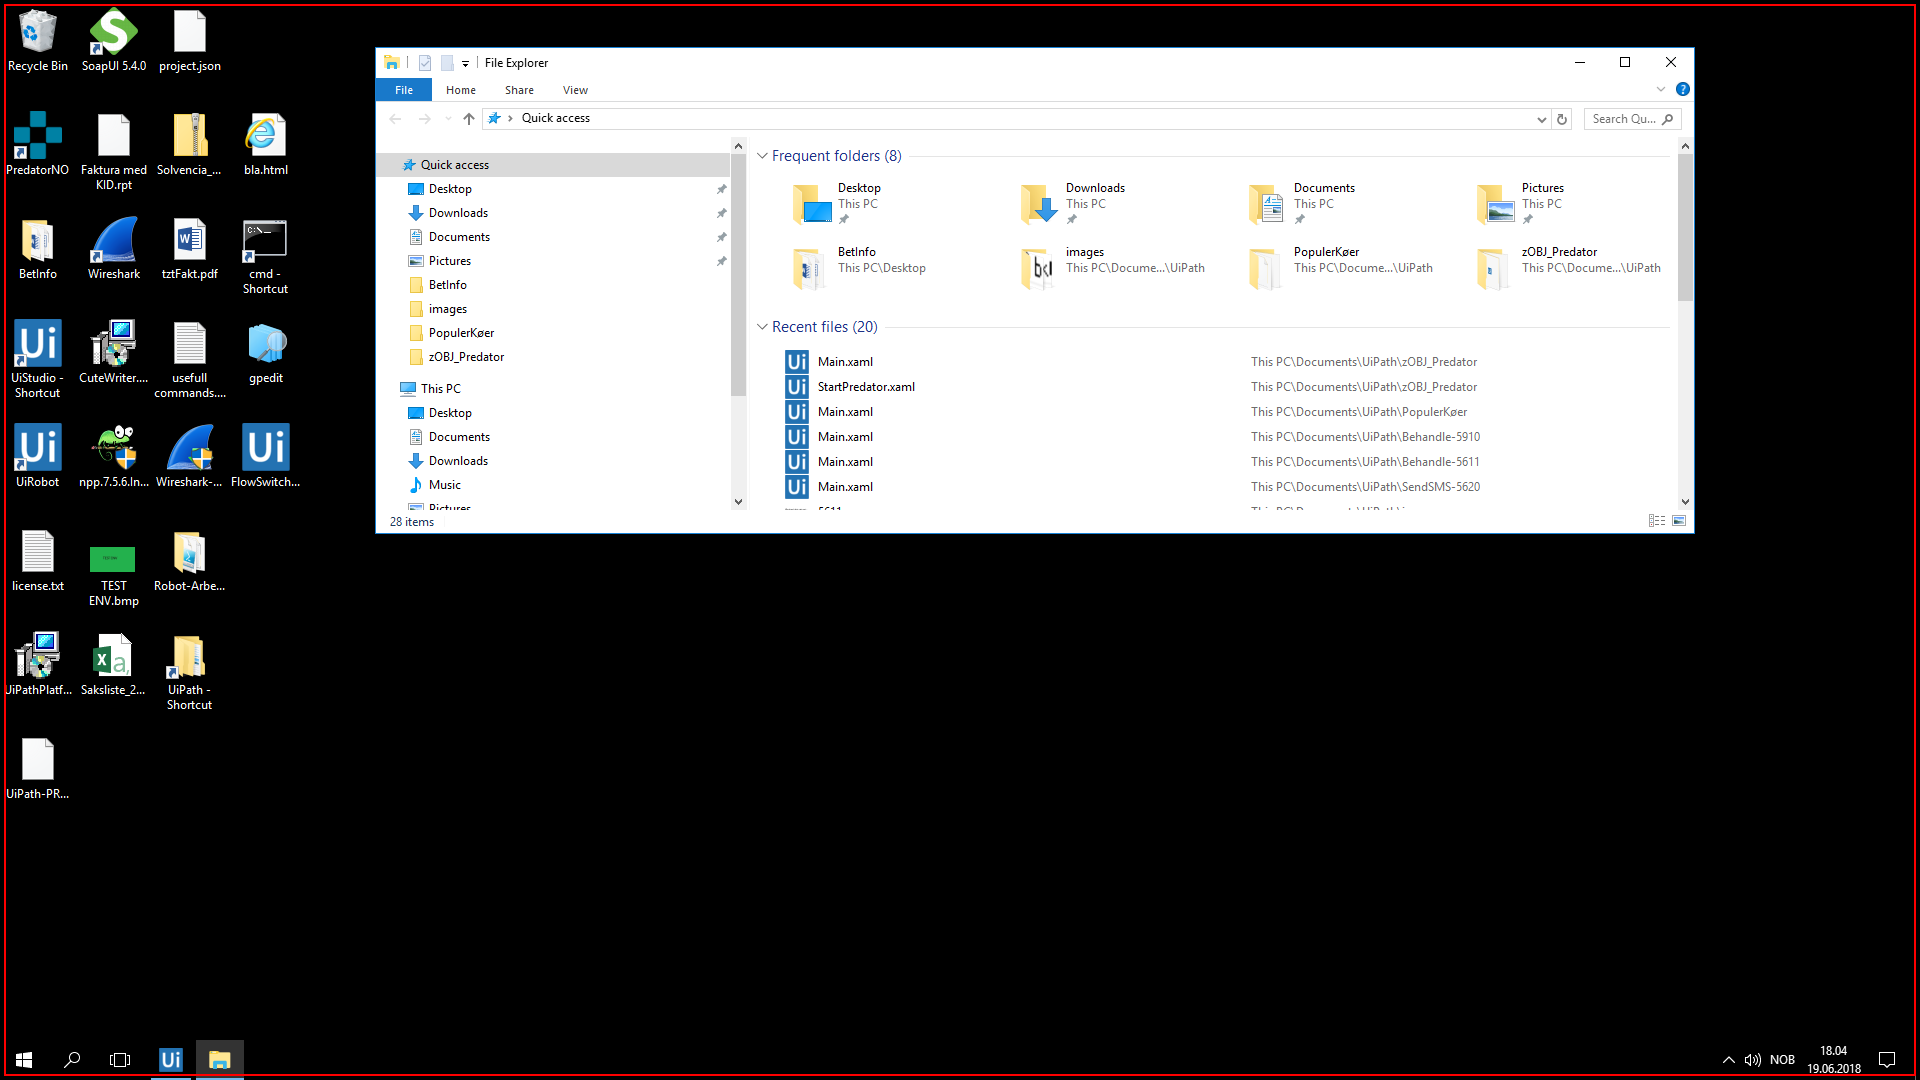 Recycle Bin
SoapUI 5.4.0
project.json
PredatorNO
Faktura med
KID.rpt
Solvencia_...
bla.html
BetInfo
Wireshark
tztFakt.pdf
cmd -
Shortcut
UiStudio -
Shortcut
CuteWriter....
usefull
commands....
gpedit
UiRobot
npp.7.5.6.In...
Wireshark-...
FlowSwitch...
license.txt
TEST
ENV.bmp
Robot-Arbe...
UiPathPlatf...
Saksliste_2...
UiPath -
Shortcut
UiPath-PR...
File Explorer
File Home Share View
Quick access
Search Qu...
Quick access
Desktop
Downloads
Documents
Pictures
BetInfo
images
PopulerKøer
zOBJ_Predator
This PC
Desktop
Documents
Downloads
Music
Pictures
28 items
Frequent folders (8)
Desktop
This PC
Downloads
This PC
Documents
This PC
Pictures
This PC
BetInfo
This PC\Desktop
images
This PC\Docume...\UiPath
PopulerKøer
This PC\Docume...\UiPath
zOBJ_Predator
This PC\Docume...\UiPath
Recent files (20)
Main.xaml This PC\Documents\UiPath\zOBJ_Predator
StartPredator.xaml This PC\Documents\UiPath\zOBJ_Predator
Main.xaml This PC\Documents\UiPath\PopulerKøer
Main.xaml This PC\Documents\UiPath\Behandle-5910
Main.xaml This PC\Documents\UiPath\Behandle-5611
Main.xaml This PC\Documents\UiPath\SendSMS-5620
NOB
18.04
19.06.2018